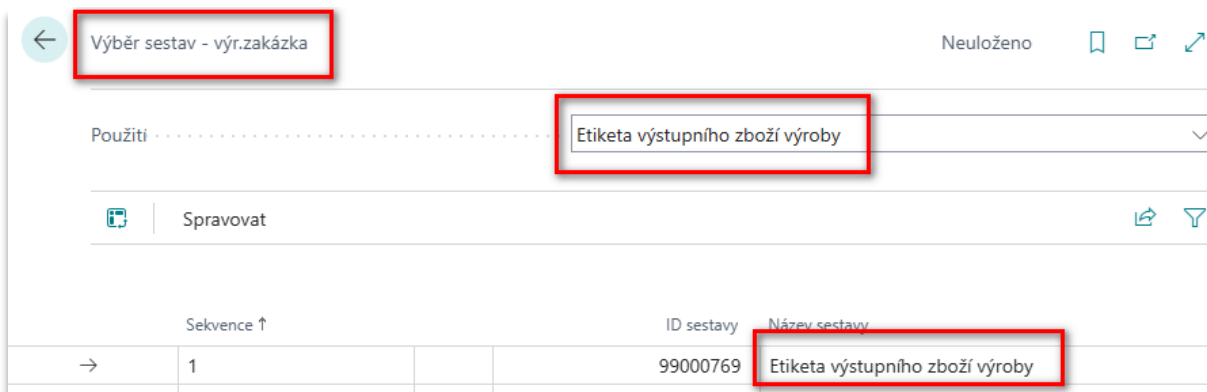 Výběr sestav - výr.zakázka Neuloženo
Použití Etiketa výstupního zboží výroby
Spravovat
Sekvence ↑ ID sestavy Název sestavy
→ 1 99000769 Etiketa výstupního zboží výroby